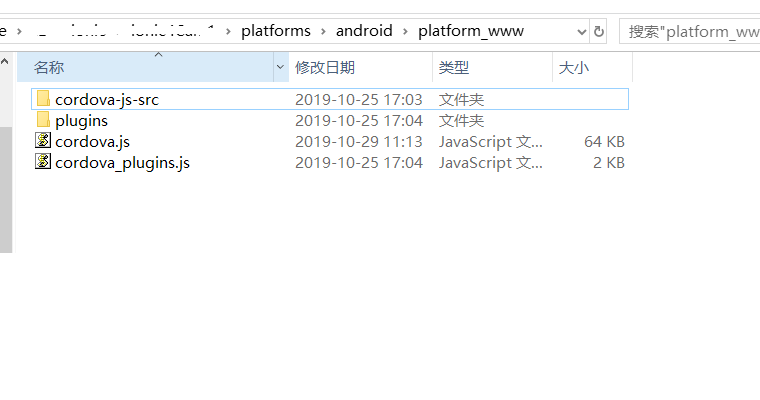 e › › › platforms › android › platform_www 搜索"platform_ww
名称 修改日期 类型 大小
cordova-js-src 2019-10-25 17:03 文件夹
plugins 2019-10-25 17:04 文件夹
cordova.js 2019-10-29 11:13 JavaScript 文... 64 KB
cordova_plugins.js 2019-10-25 17:04 JavaScript 文... 2 KB